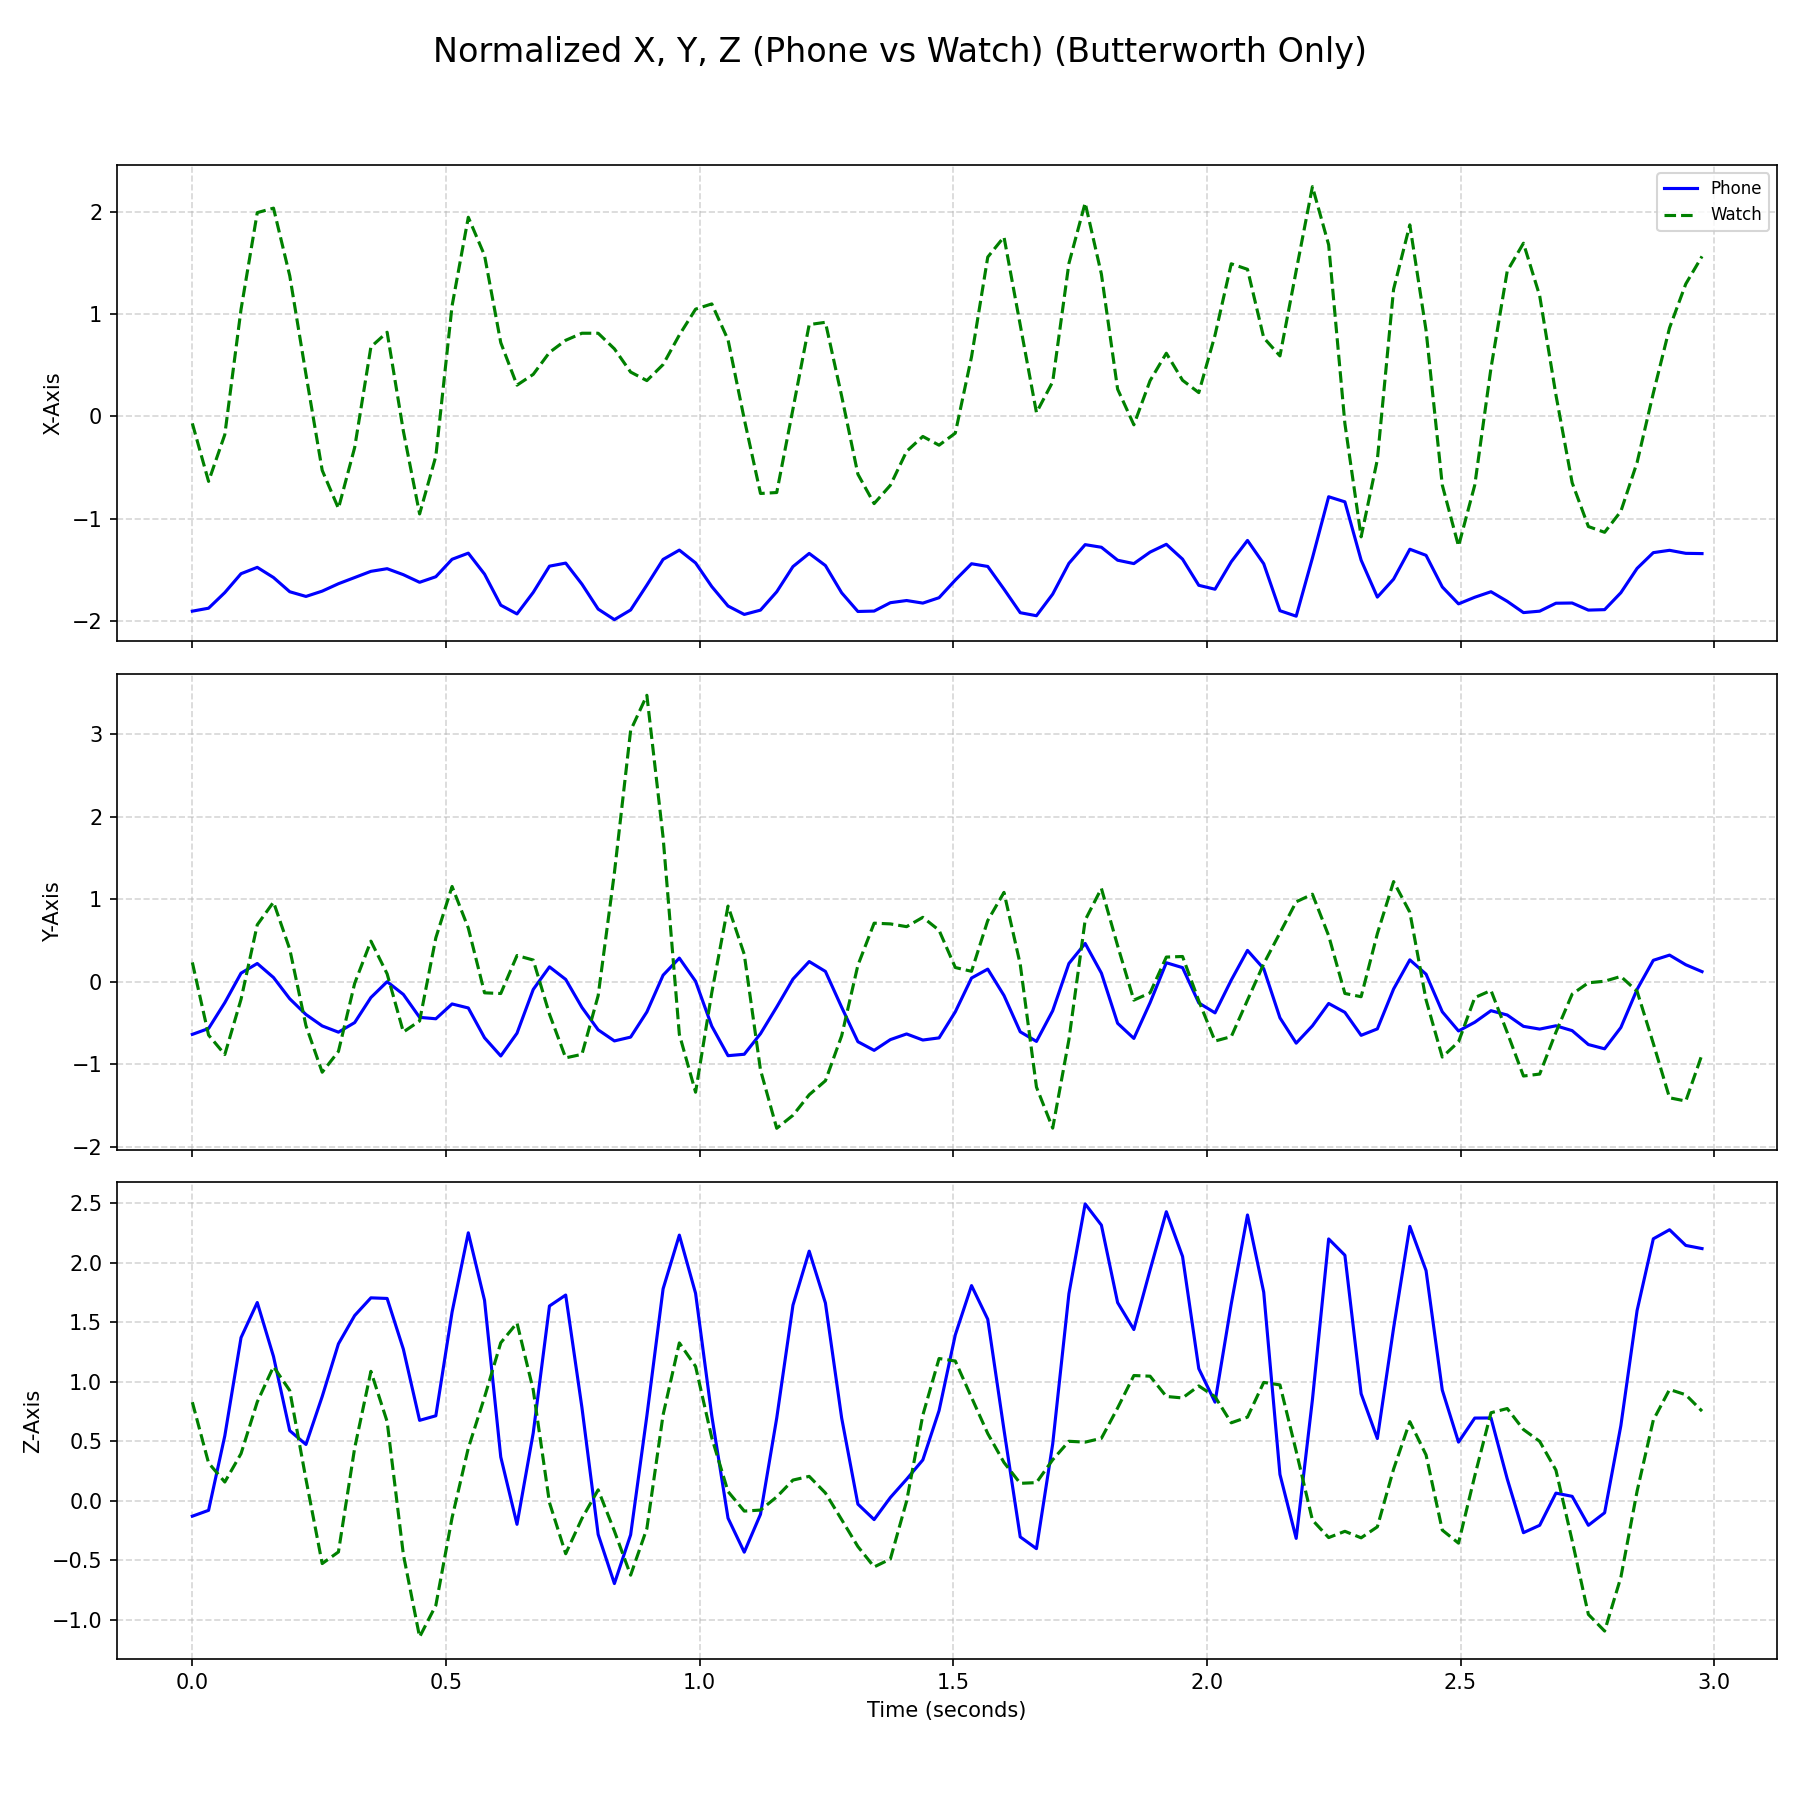 Normalized X, Y, Z (Phone vs Watch) (Butterworth Only)
Phone
Watch
2
1
0
−1
−2
X-Axis
3
2
1
0
−1
−2
Y-Axis
2.5
2.0
1.5
1.0
0.5
0.0
−0.5
−1.0
Z-Axis
0.0 0.5 1.0 1.5 2.0 2.5 3.0
Time (seconds)